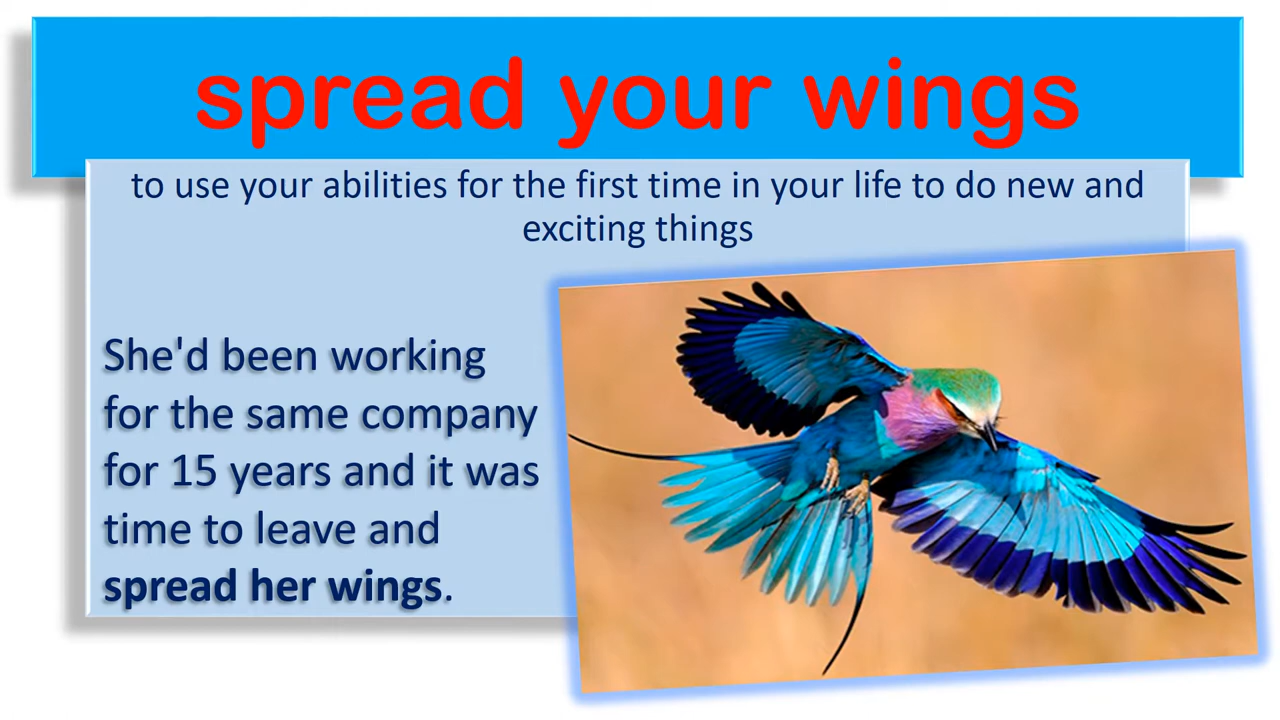 spread your wings
to use your abilities for the first time in your life to do new and
exciting things
She'd been working
for the same company
for 15 years and it was
time to leave and
spread her wings.